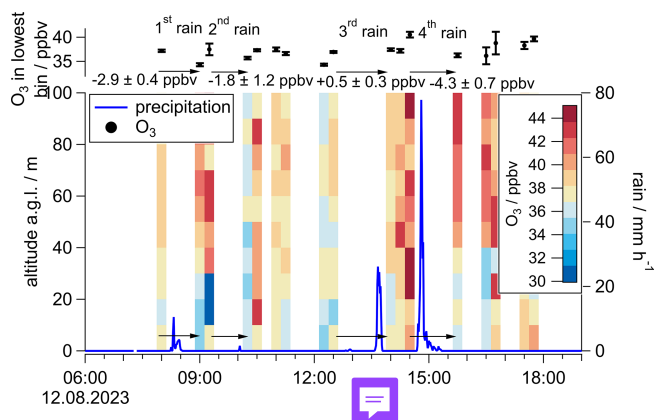 1st rain 2nd rain 3rd rain 4th rain
O3 in lowest
bin / ppbv
40
35
-2.9 ± 0.4 ppbv -1.8 ± 1.2 ppbv +0.5 ± 0.3 ppbv -4.3 ± 0.7 ppbv
altitude a.g.l. / m
100
80
60
40
20
0
precipitation
O3
O3 / ppbv
44
42
40
38
36
34
32
30
rain / mm h-1
80
60
40
20
0
06:00 09:00 12:00 15:00 18:00
12.08.2023